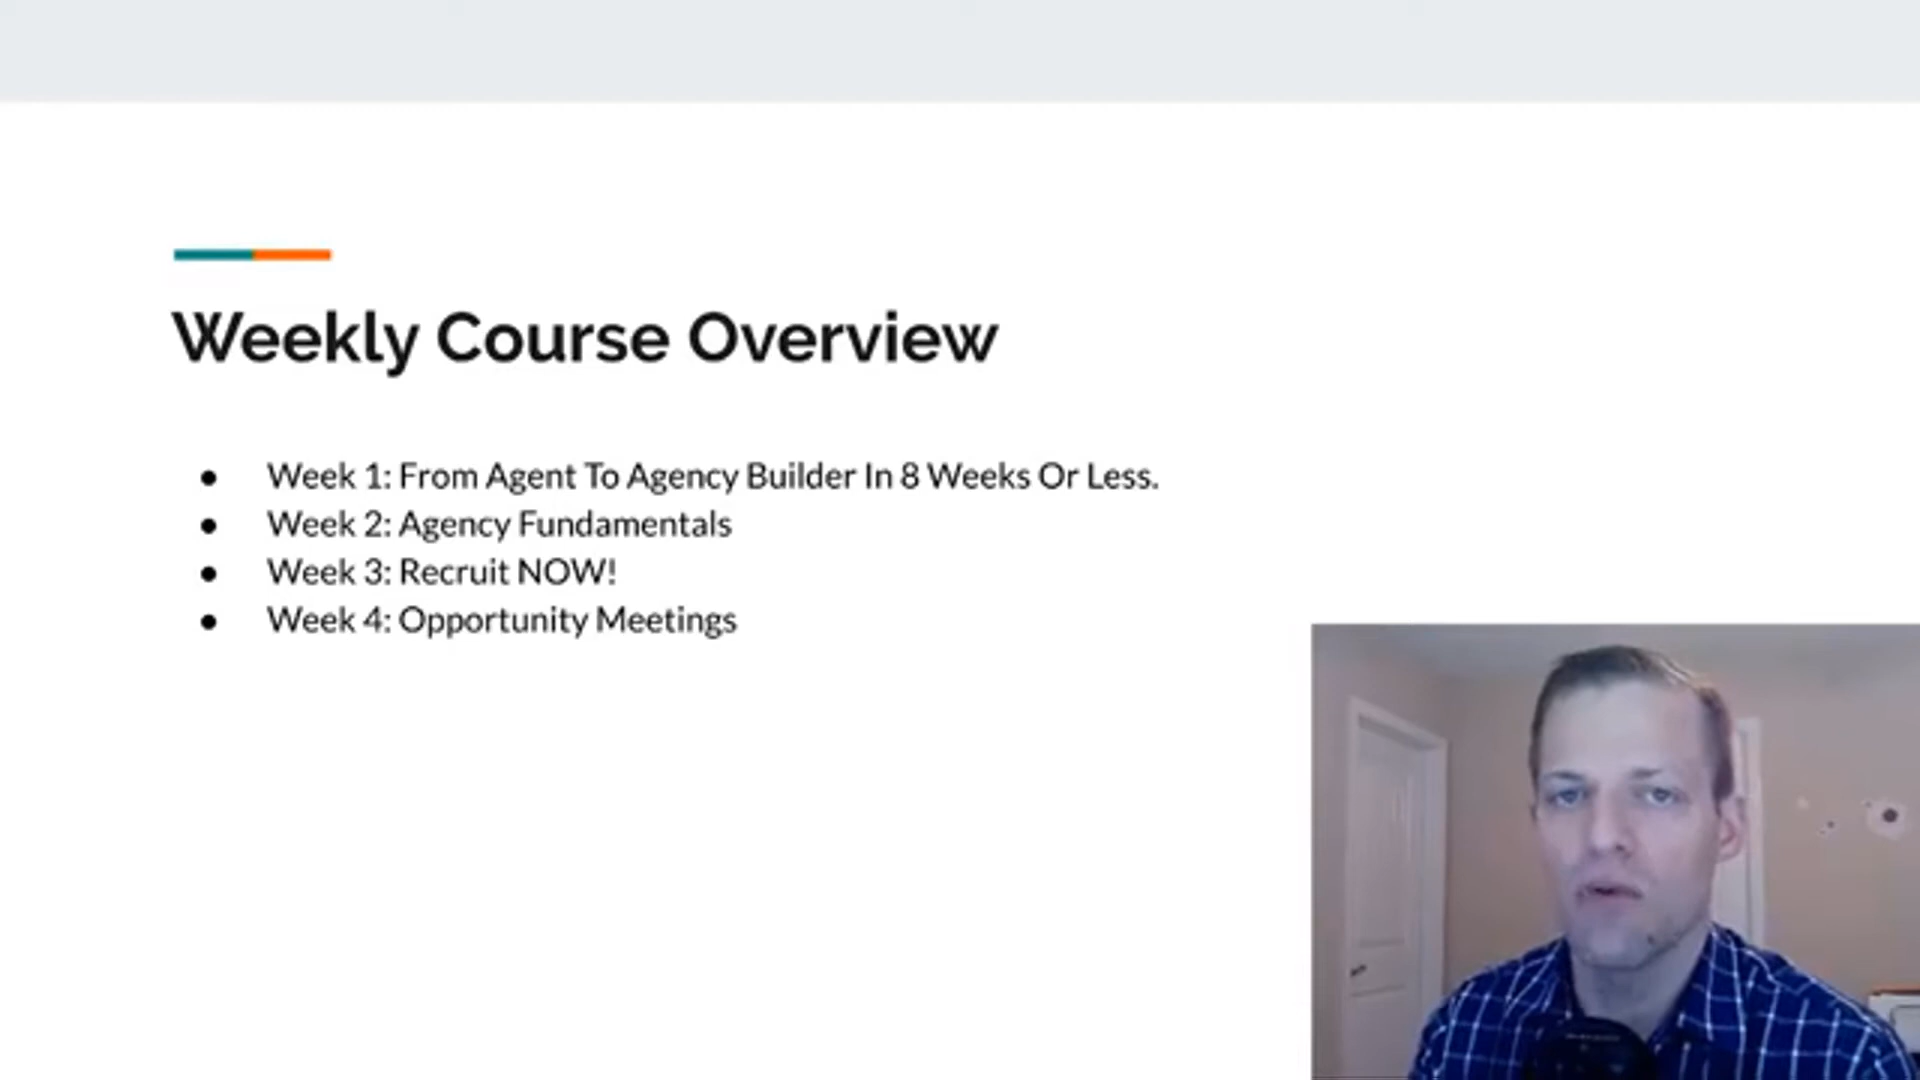 Weekly Course Overview
● Week 1: From Agent To Agency Builder In 8 Weeks Or Less.
● Week 2: Agency Fundamentals
● Week 3: Recruit NOW!
● Week 4: Opportunity Meetings